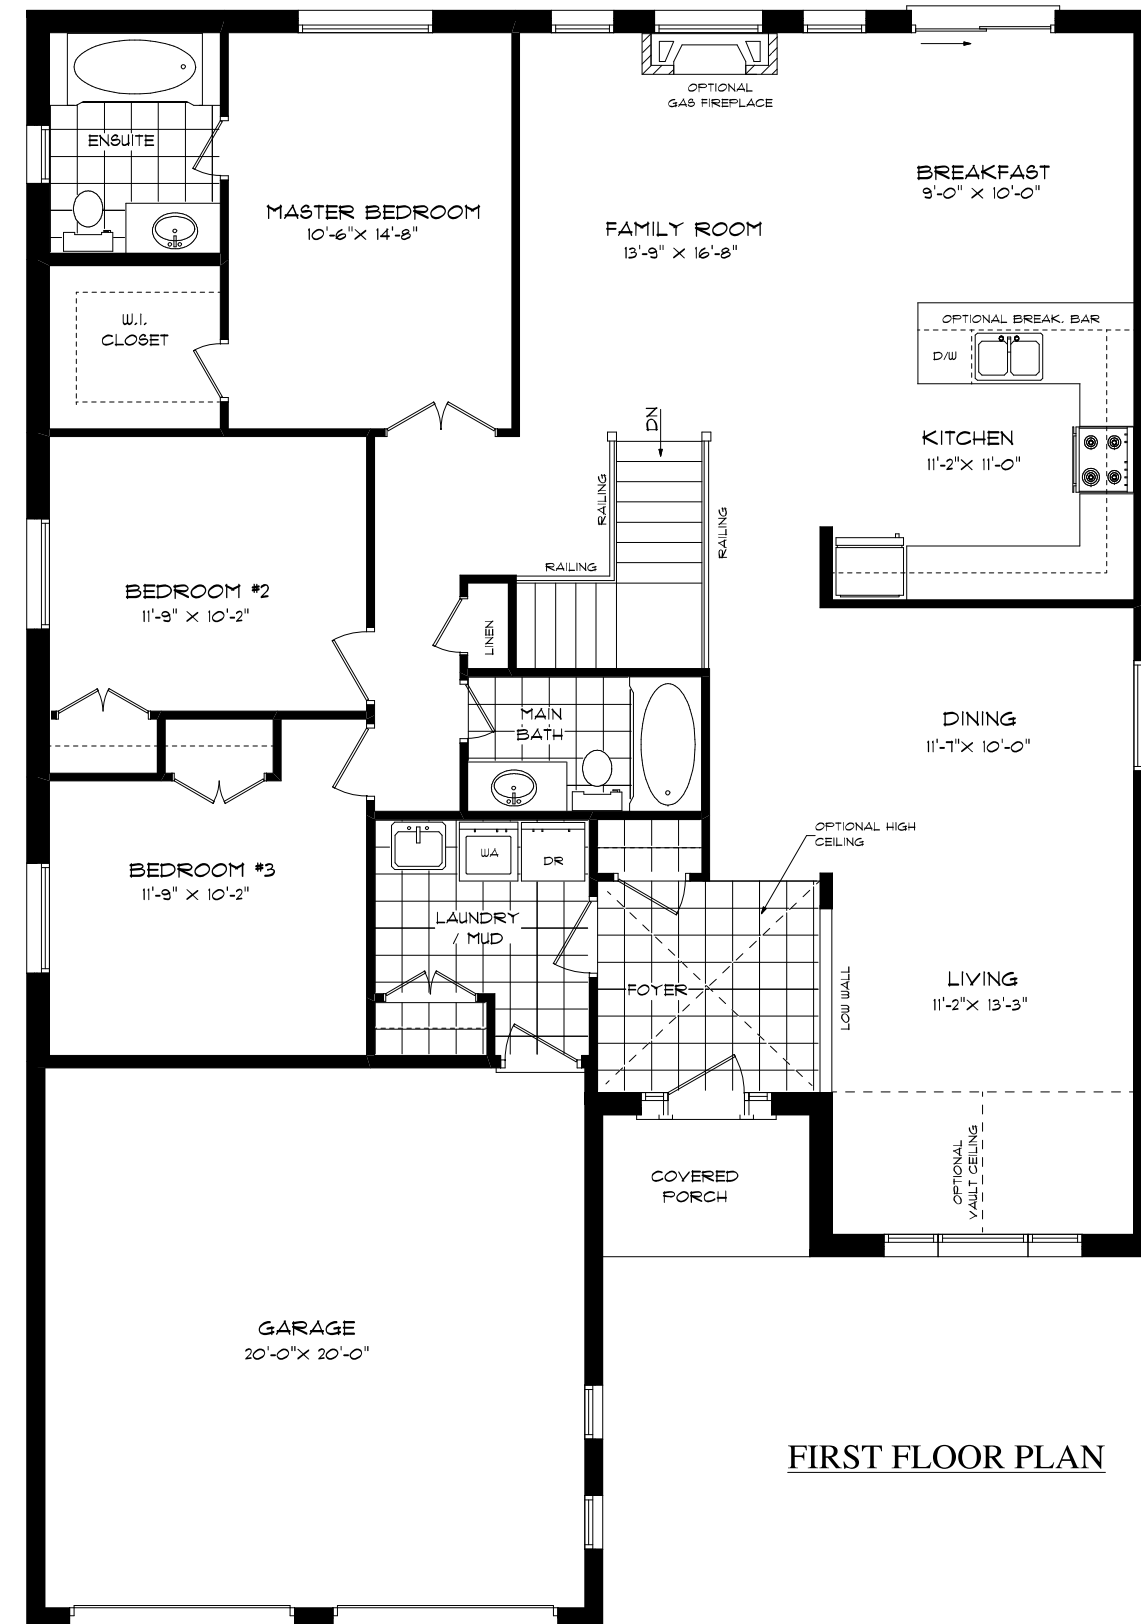 OPTIONAL
GAS FIREPLACE
ENSUITE
BREAKFAST
9'-0" X 10'-0"
MASTER BEDROOM
10'-6"X 14'-8"
FAMILY ROOM
13'-9" X 16'-8"
W.I.
CLOSET
OPTIONAL BREAK. BAR
D/W
DN
KITCHEN
11'-2"X 11'-0"
RAILING
RAILING
RAILING
BEDROOM #2
11'-9" X 10'-2"
LINEN
MAIN
BATH
DINING
11'-7"X 10'-0"
OPTIONAL HIGH
CEILING
WA
DR
BEDROOM #3
11'-9" X 10'-2"
LAUNDRY
/ MUD
FOYER
LOW WALL
LIVING
11'-2"X 13'-3"
OPTIONAL
VAULT CEILING
COVERED
PORCH
GARAGE
20'-0"X 20'-0"
FIRST FLOOR PLAN